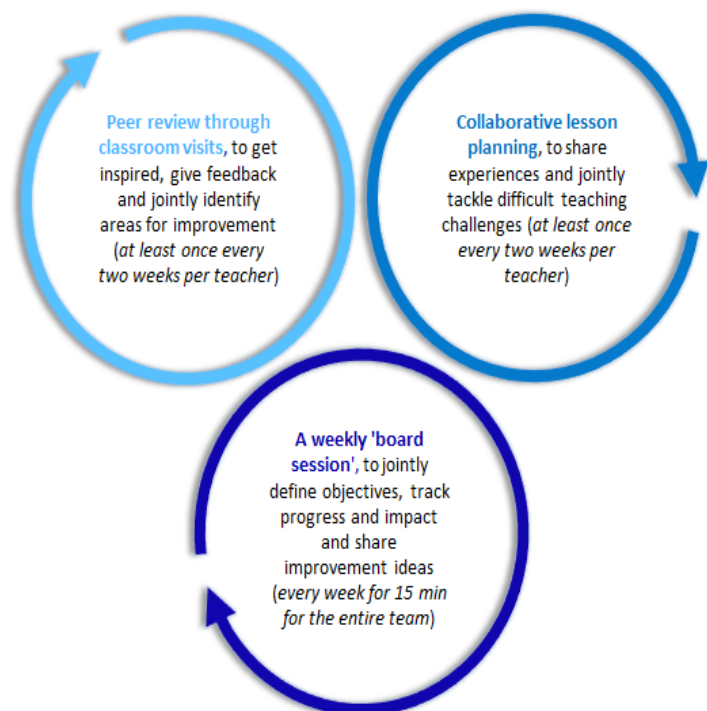 Peer review through
classroom visits, to get
inspired, give feedback
and jointly identify
areas for improvement
(at least once every
two weeks per teacher)
Collaborative lesson
planning, to share
experiences and jointly
tackle difficult teaching
challenges (at least once
every two weeks per
teacher)
A weekly 'board
session', to jointly
define objectives, track
progress and impact
and share
improvement ideas
(every week for 15 min
for the entire team)